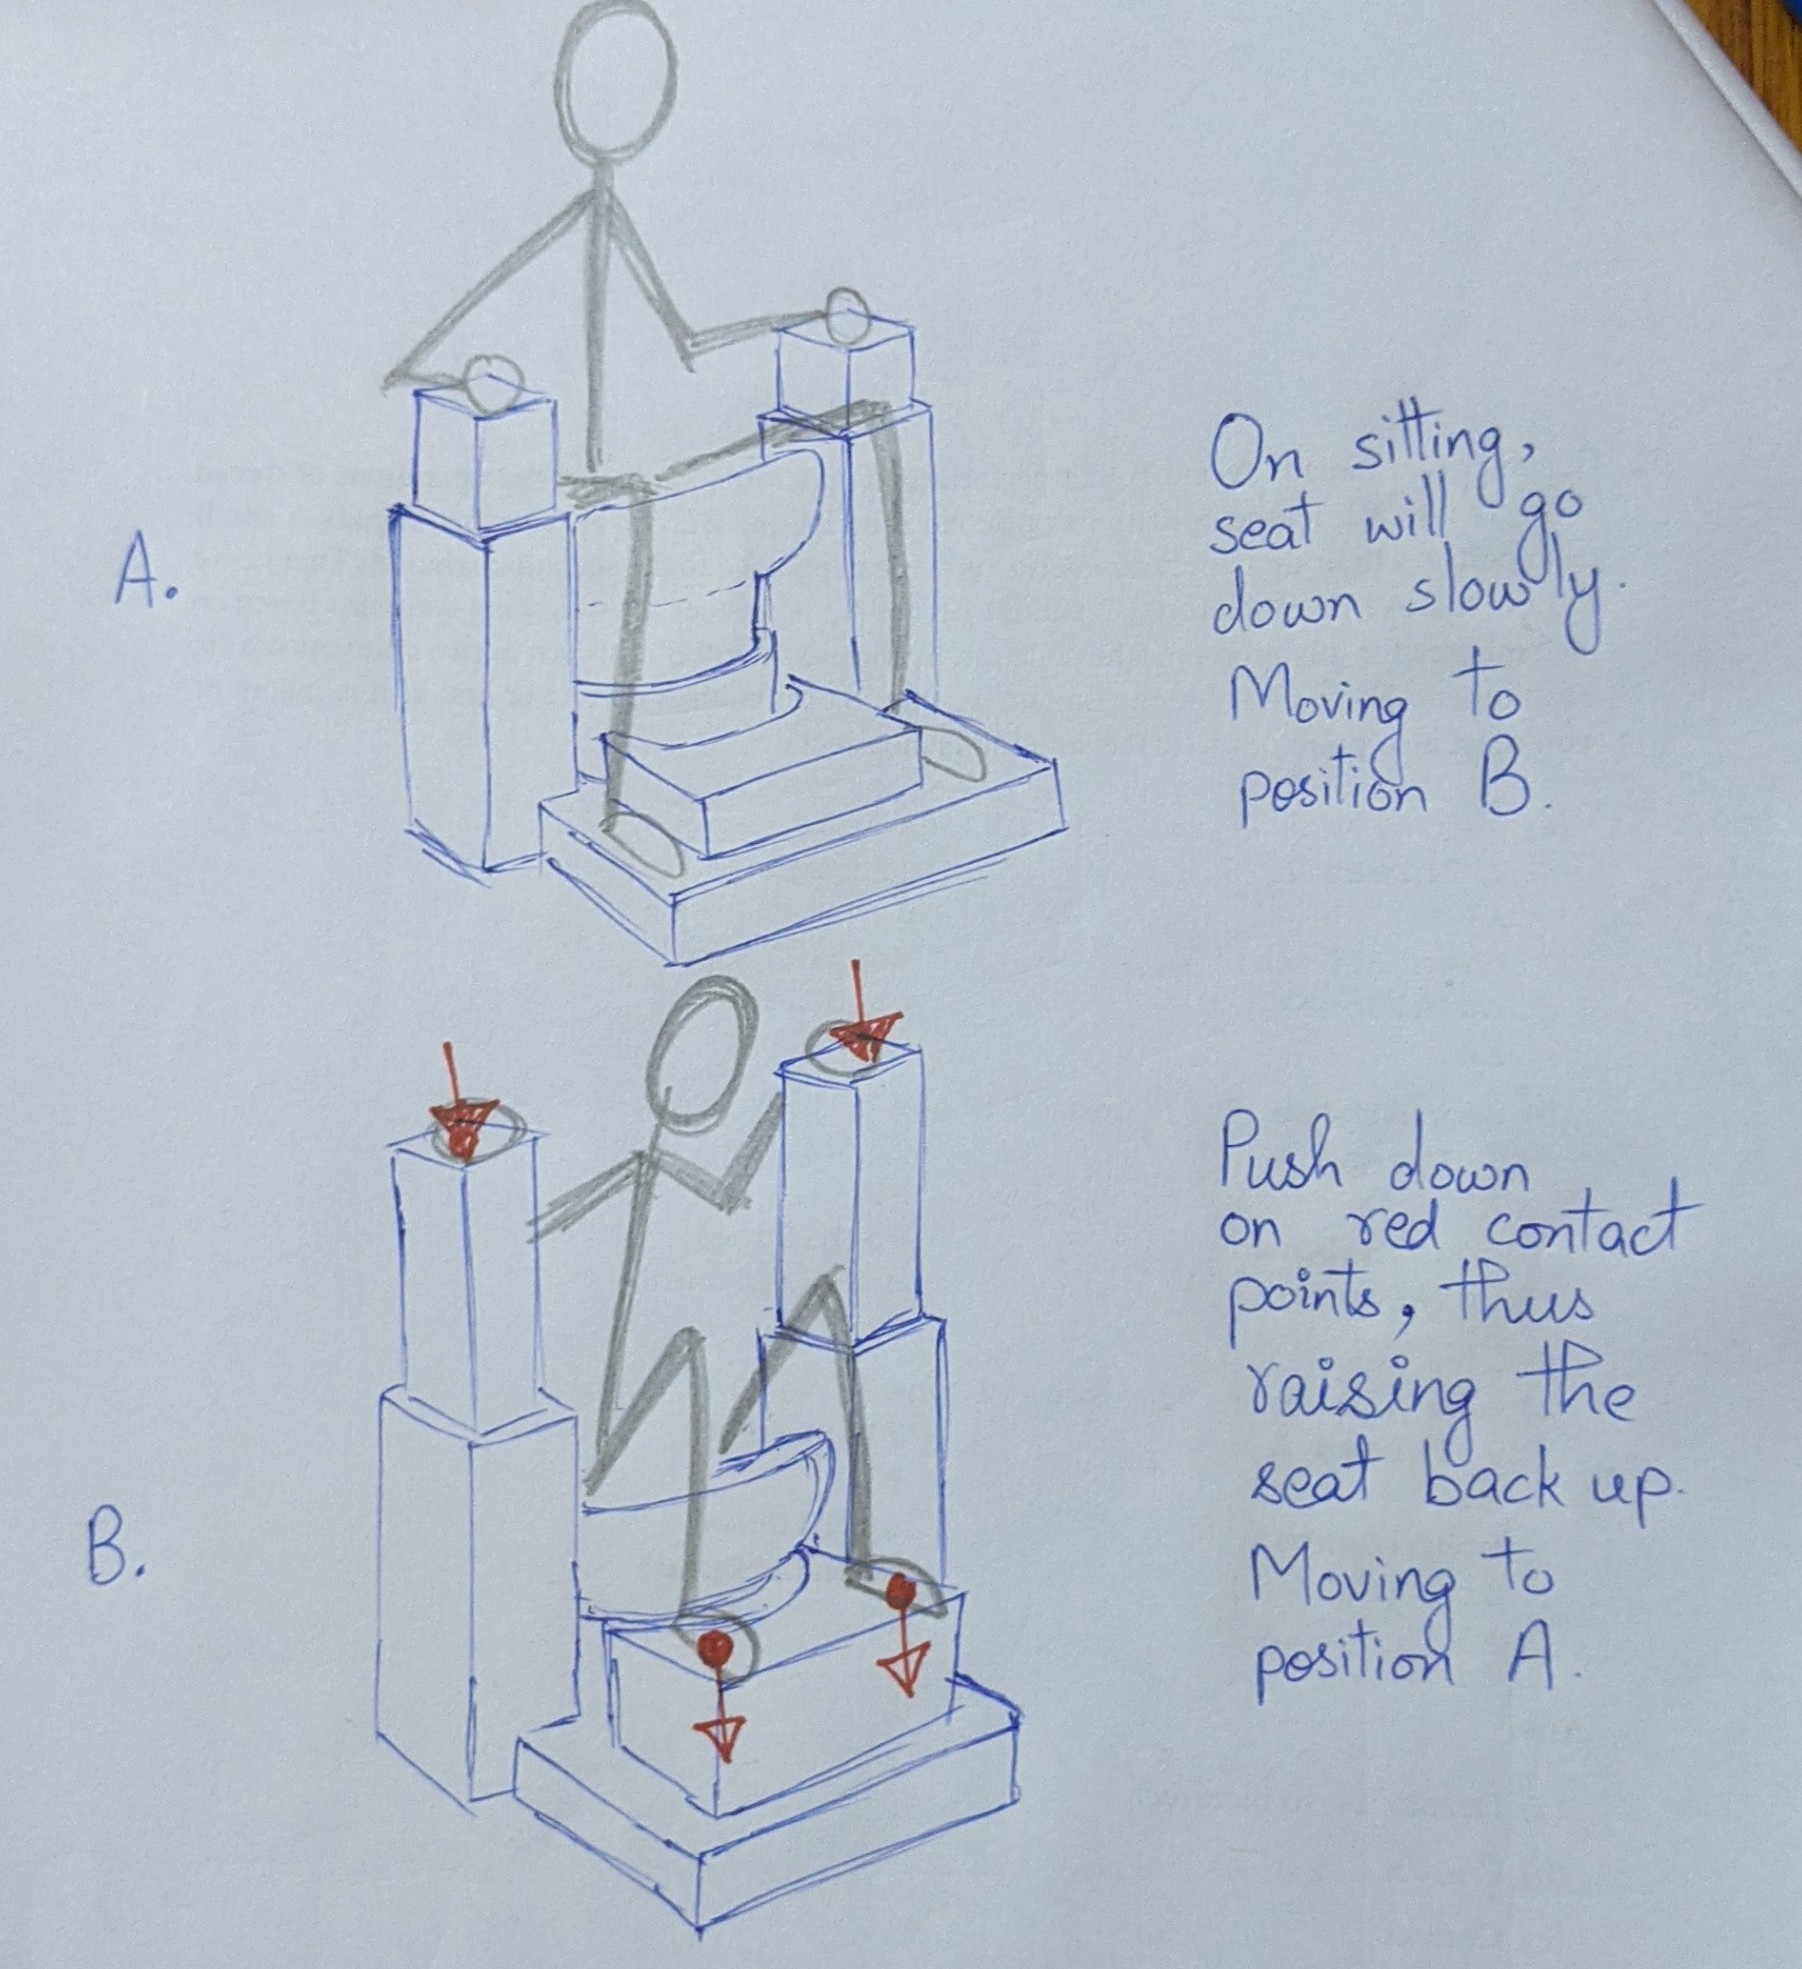 A.
On sitting,
seat will go
down slowly.
Moving to
position B.
B.
Push down
on red contact
points, thus
raising the
seat back up.
Moving to
position A.